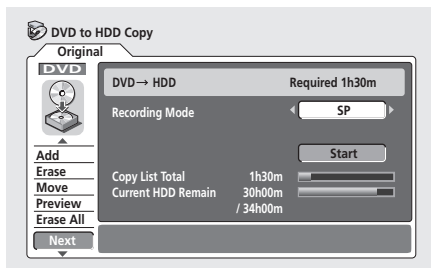 DVD to HDD Copy
Original
DVD
DVD → HDD Required 1h30m
Recording Mode SP
Start
Add
Erase
Move
Preview
Erase All
Next
Copy List Total 1h30m
Current HDD Remain 30h00m
/ 34h00m